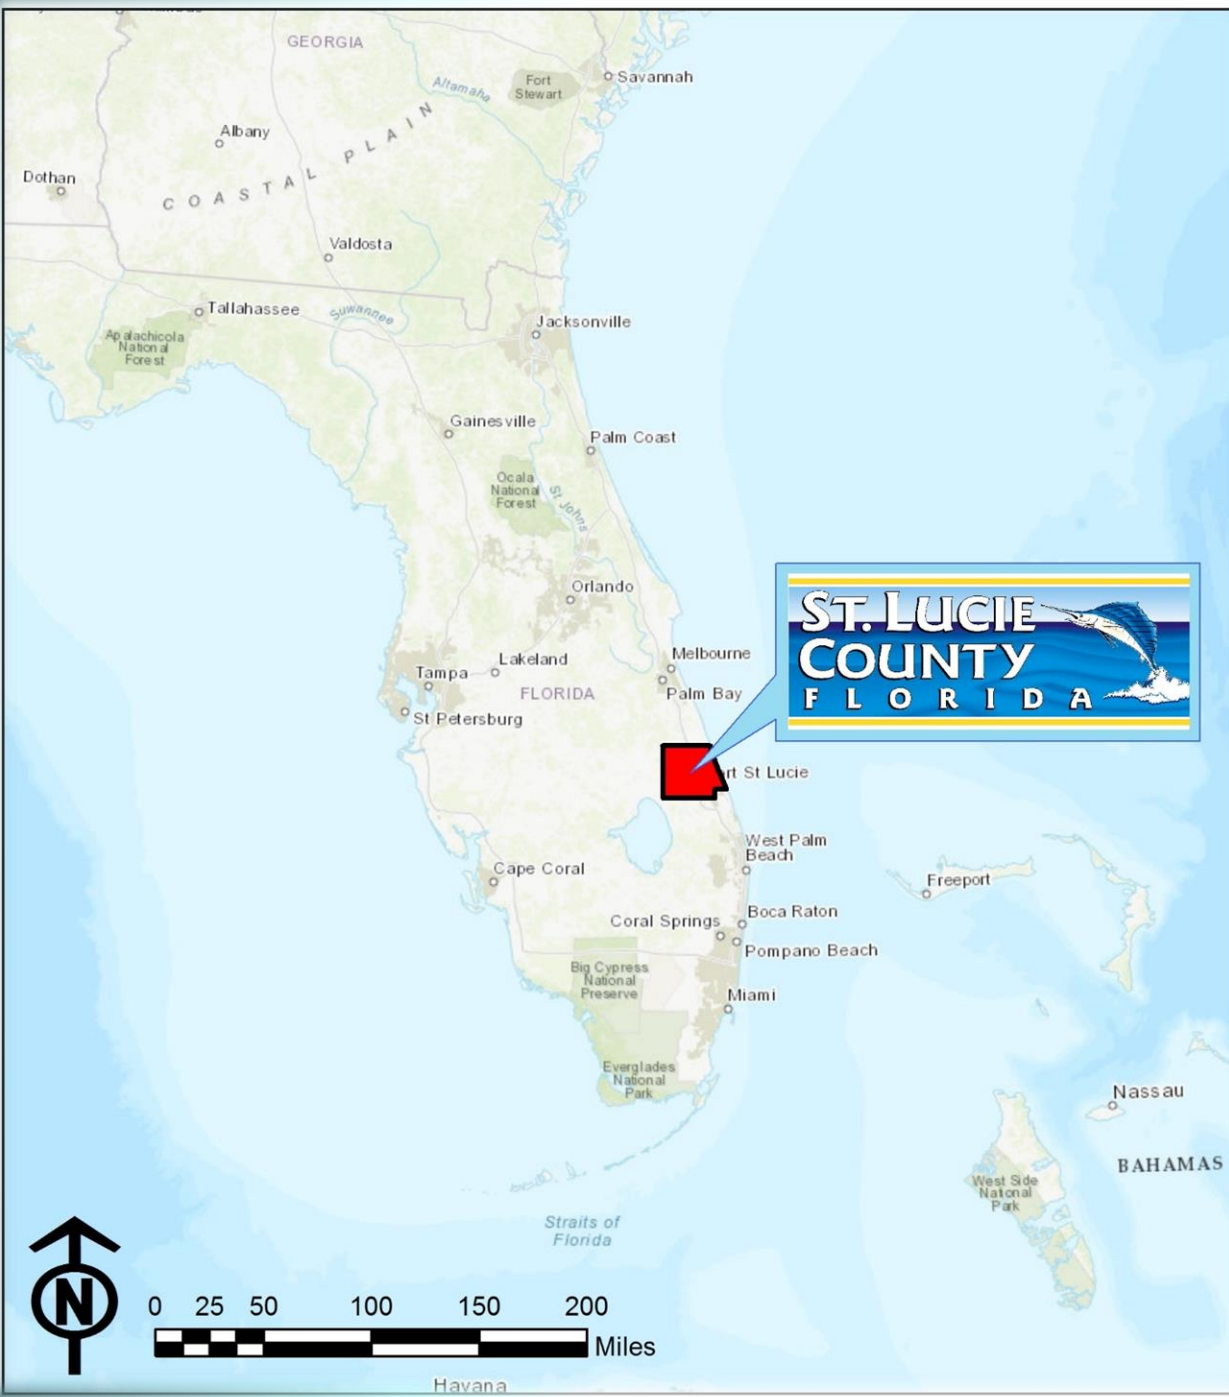 GEORGIA
Savannah
Fort
Stewart
Altamaha
Albany
COASTAL PLAIN
Dothan
Valdosta
Tallahassee
Suwannee
Jacksonville
Apalachicola
National
Forest
Gainesville
Palm Coast
Ocala
National
Forest
St Johns
Orlando
ST. LUCIE
COUNTY
FLORIDA
Melbourne
Lakeland
Tampa
FLORIDA
Palm Bay
St Petersburg
rt St Lucie
West Palm
Beach
Cape Coral
Freeport
Boca Raton
Coral Springs
Pompano Beach
Big Cypress
National
Preserve
Miami
Everglades
National
Park
Nassau
BAHAMAS
West Side
National
Park
Straits of
Florida
N
0 25 50 100 150 200
Miles
Havana